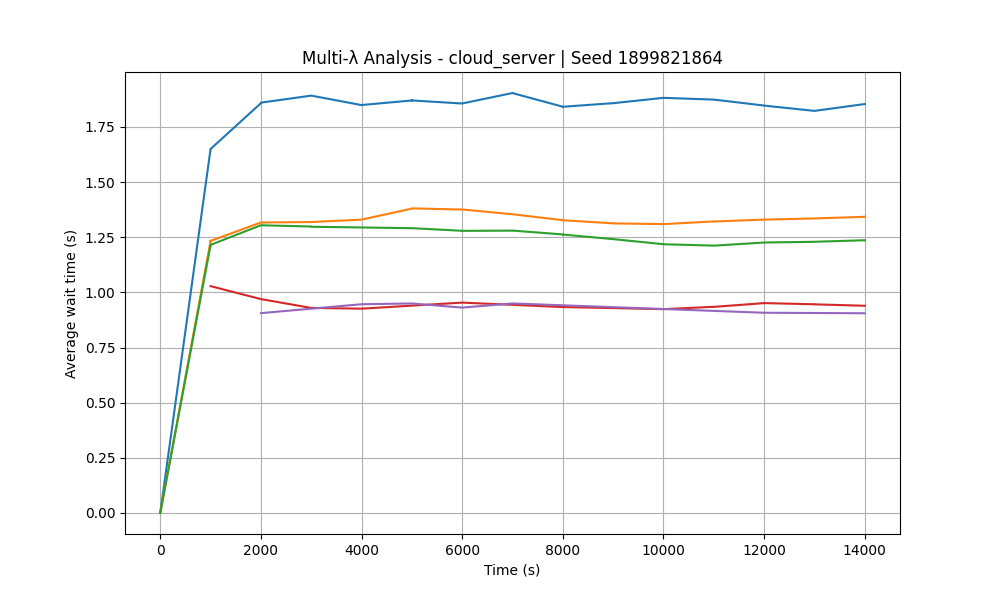 Multi-λ Analysis - cloud_server | Seed 1899821864
Average wait time (s)
1.75
1.50
1.25
1.00
0.75
0.50
0.25
0.00
0 2000 4000 6000 8000 10000 12000 14000
Time (s)